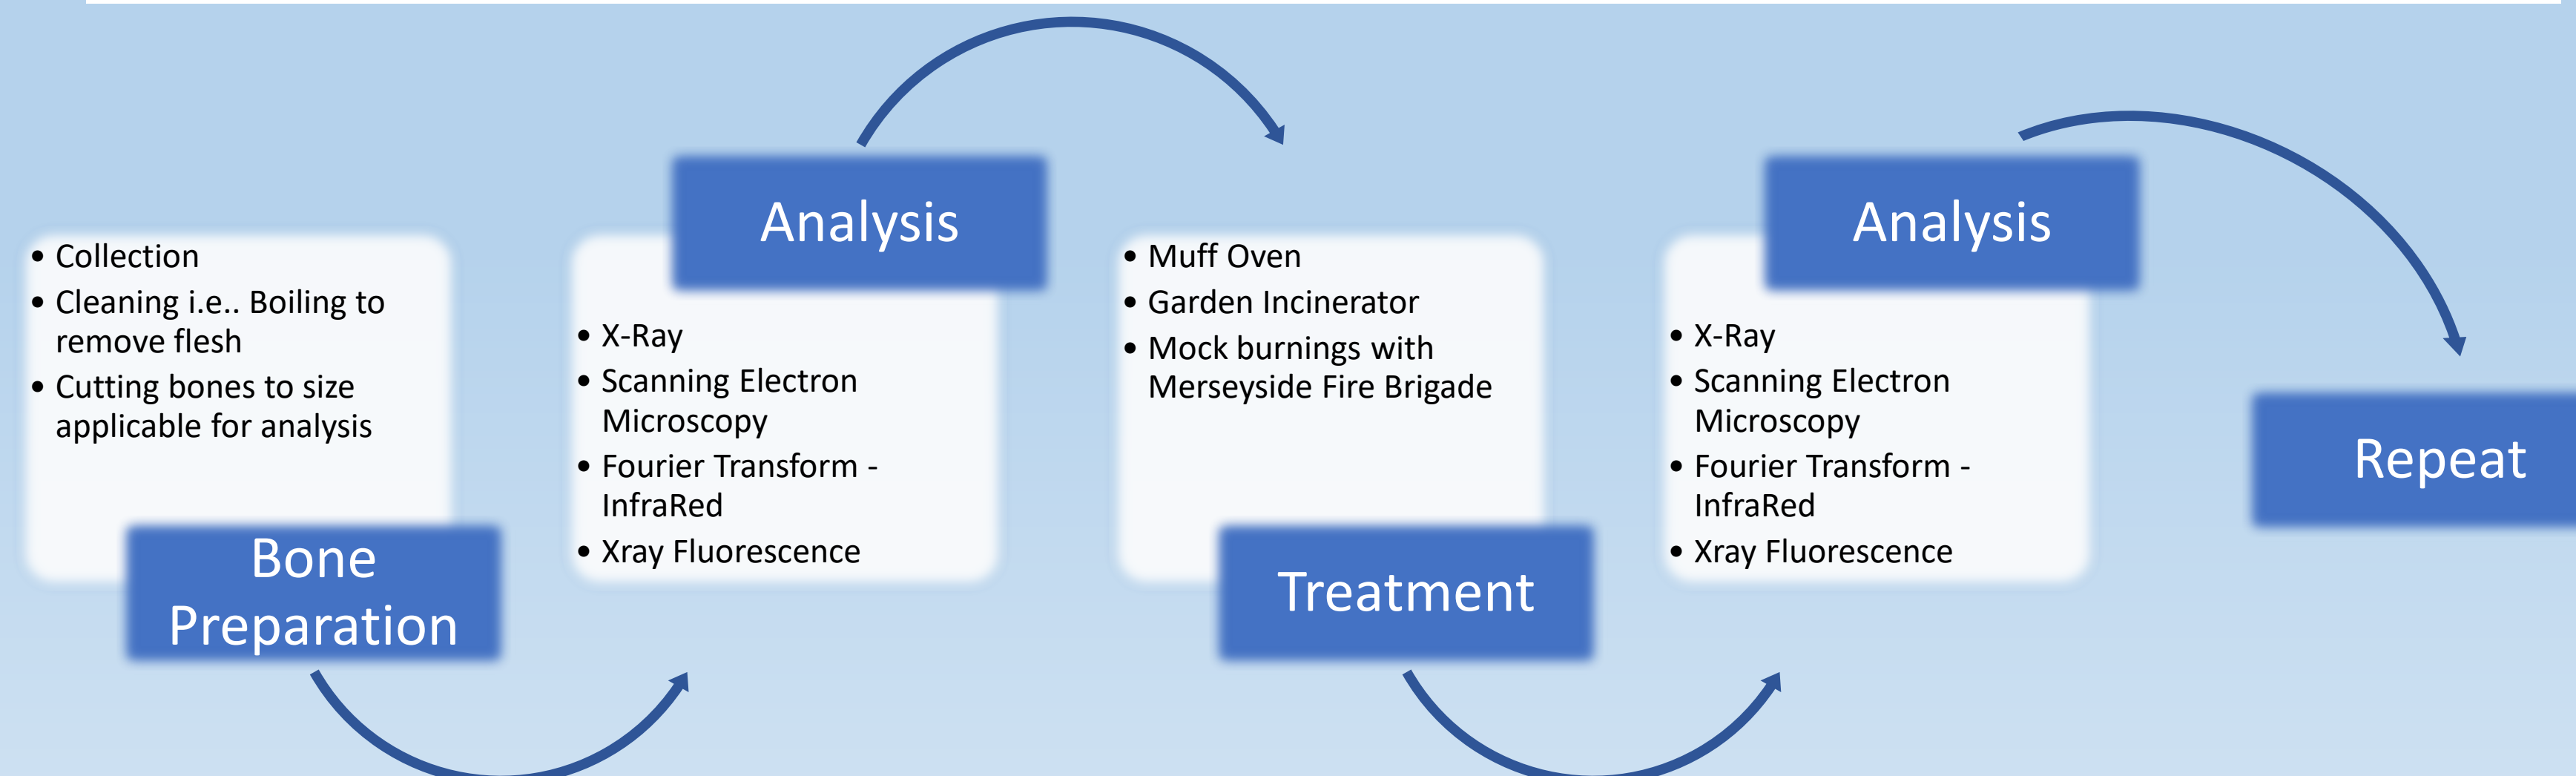 • Collection
• Cleaning i.e.. Boiling to
remove flesh
• Cutting bones to size
applicable for analysis
Bone
Preparation
Analysis
• X-Ray
• Scanning Electron
Microscopy
• Fourier Transform -
InfraRed
• Xray Fluorescence
• Muff Oven
• Garden Incinerator
• Mock burnings with
Merseyside Fire Brigade
Treatment
Analysis
• X-Ray
• Scanning Electron
Microscopy
• Fourier Transform -
InfraRed
• Xray Fluorescence
Repeat